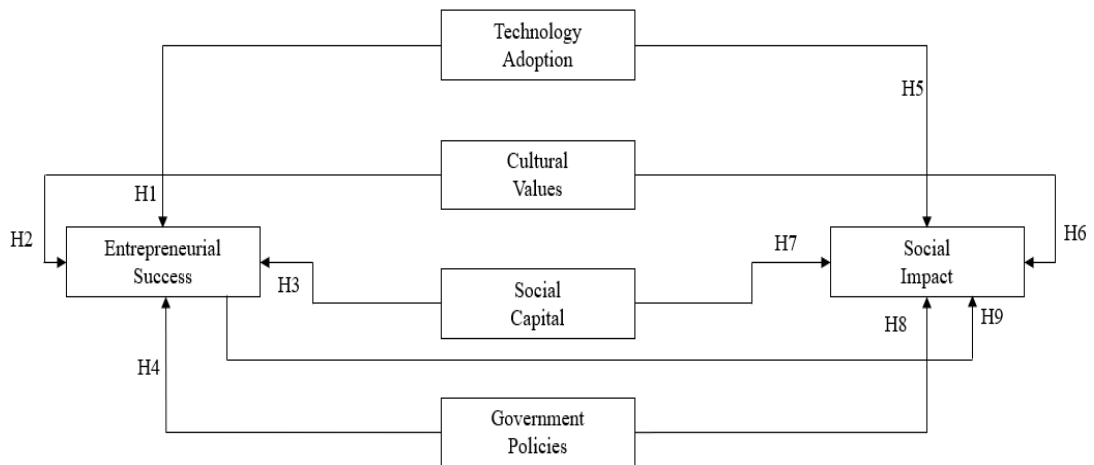 Technology
Adoption
H5
Cultural
Values
H1
H2
Entrepreneurial
Success
H7
Social
Impact
H6
H3
Social
Capital
H8
H9
H4
Government
Policies